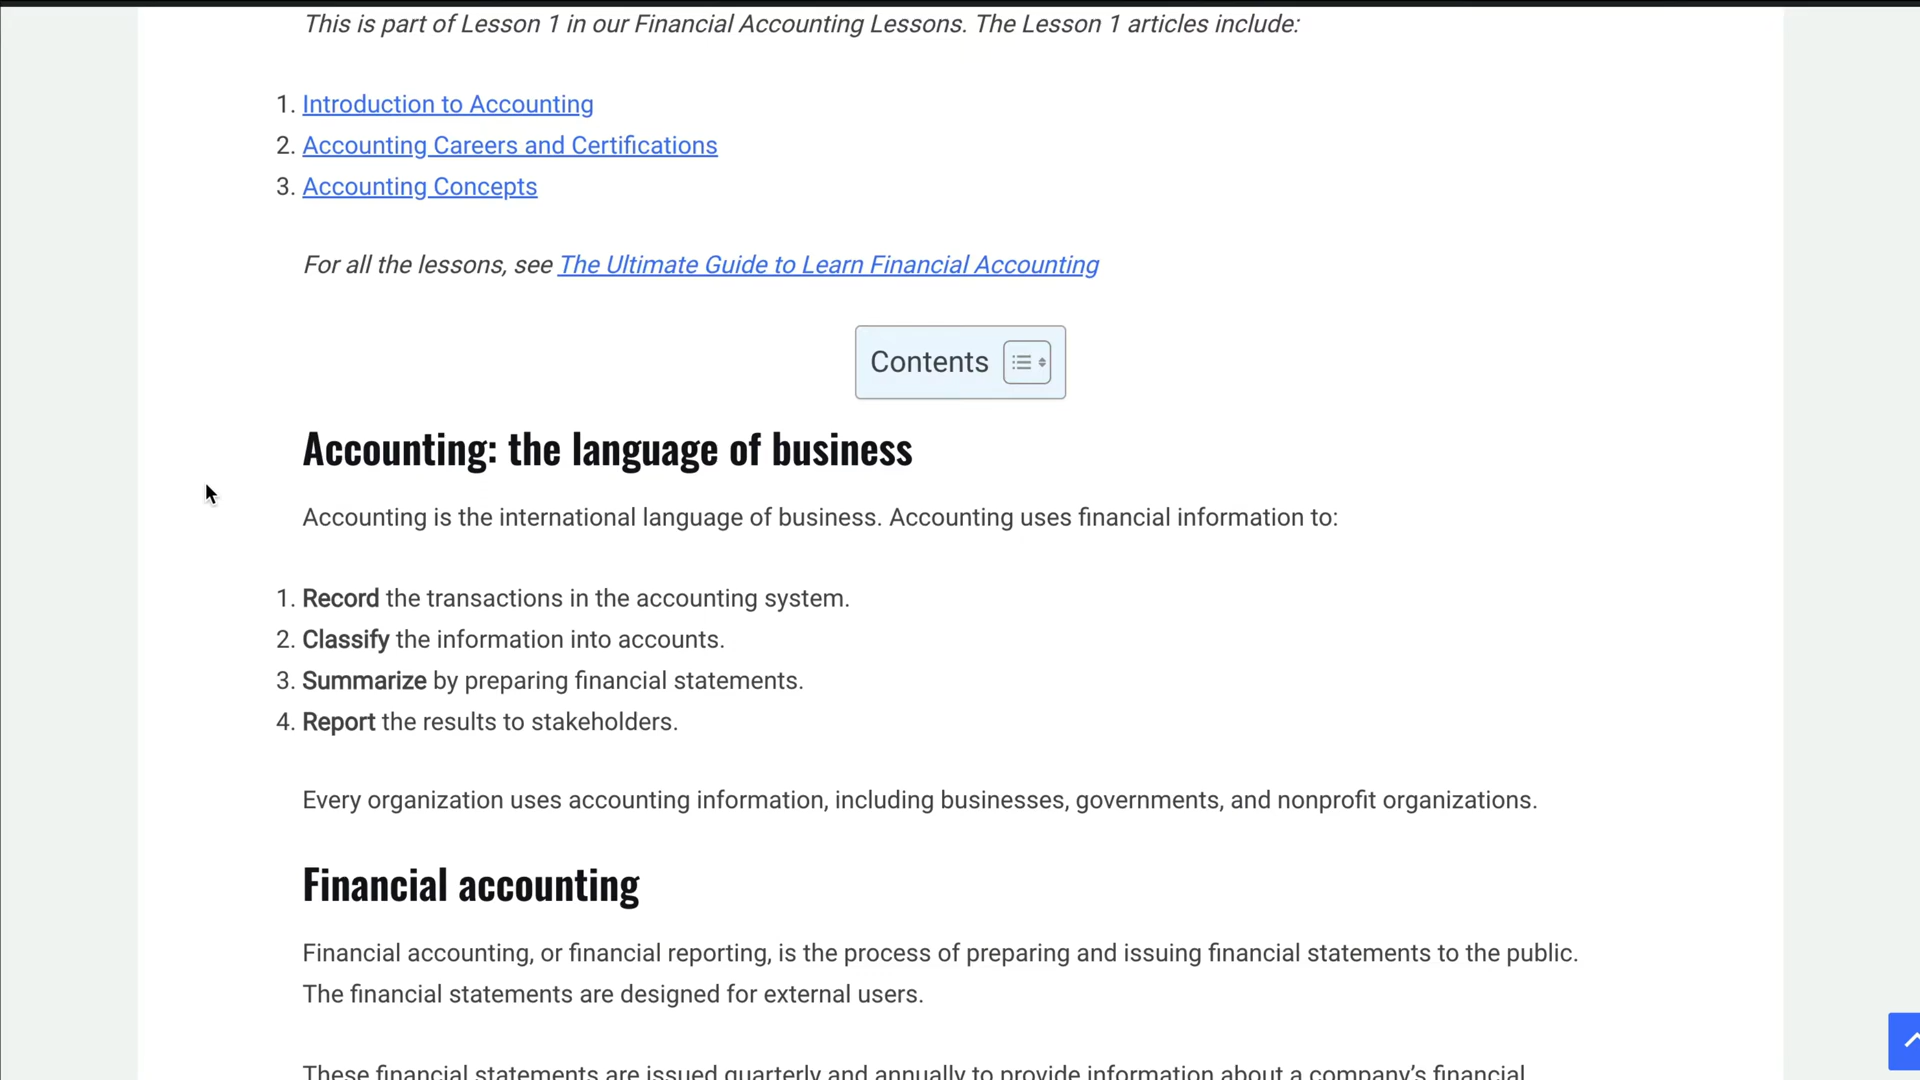 This is part of Lesson 1 in our Financial Accounting Lessons. The Lesson 1 articles include:
1. Introduction to Accounting
2. Accounting Careers and Certifications
3. Accounting Concepts
For all the lessons, see The Ultimate Guide to Learn Financial Accounting
Contents
Accounting: the language of business
Accounting is the international language of business. Accounting uses financial information to:
1. Record the transactions in the accounting system.
2. Classify the information into accounts.
3. Summarize by preparing financial statements.
4. Report the results to stakeholders.
Every organization uses accounting information, including businesses, governments, and nonprofit organizations.
Financial accounting
Financial accounting, or financial reporting, is the process of preparing and issuing financial statements to the public.
The financial statements are designed for external users.
These financial statements are issued quarterly and annually to provide information about a company’s financial